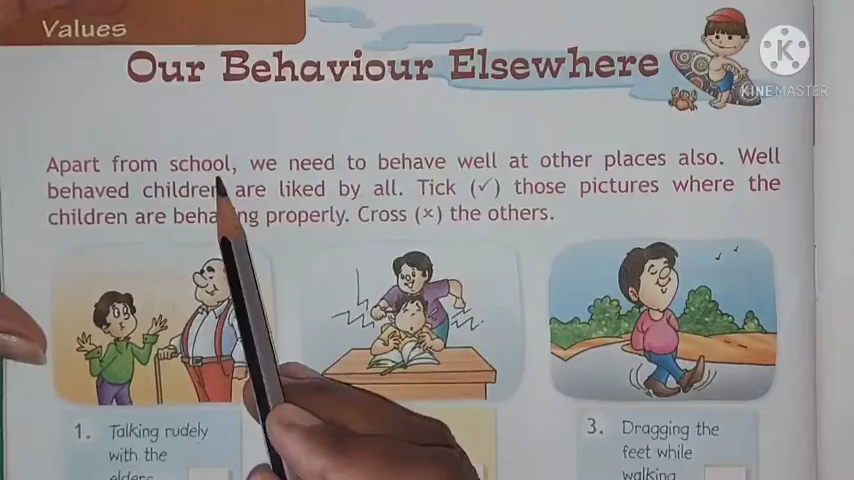 Values
Our Behaviour Elsewhere
KINEMASTER
Apart from school, we need to behave well at other places also. Well
behaved children are liked by all. Tick (✓) those pictures where the
children are behaving properly. Cross (×) the others.
1. Talking rudely
with the
elders
3. Dragging the
feet while
walking